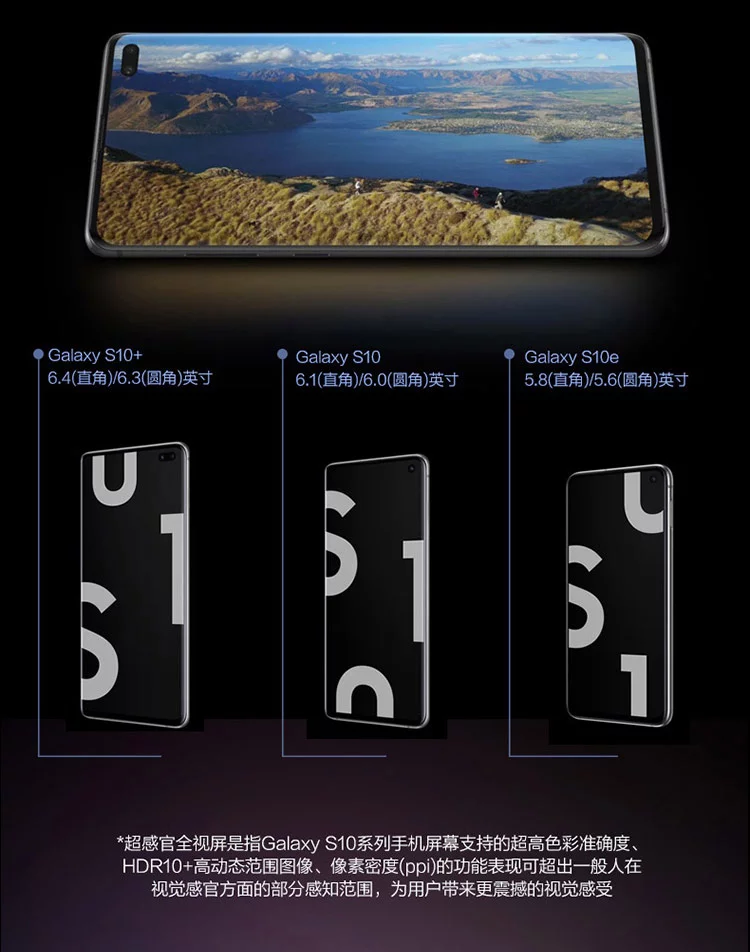 Galaxy S10+
6.4(直角)/6.3(圆角)英寸
Galaxy S10
6.1(直角)/6.0(圆角)英寸
Galaxy S10e
5.8(直角)/5.6(圆角)英寸
S10
S10
S10
*超感官全视屏是指Galaxy S10系列手机屏幕支持的超高色彩准确度、
HDR10+高动态范围图像、像素密度(ppi)的功能表现可超出一般人在
视觉感官方面的部分感知范围，为用户带来更震撼的视觉感受